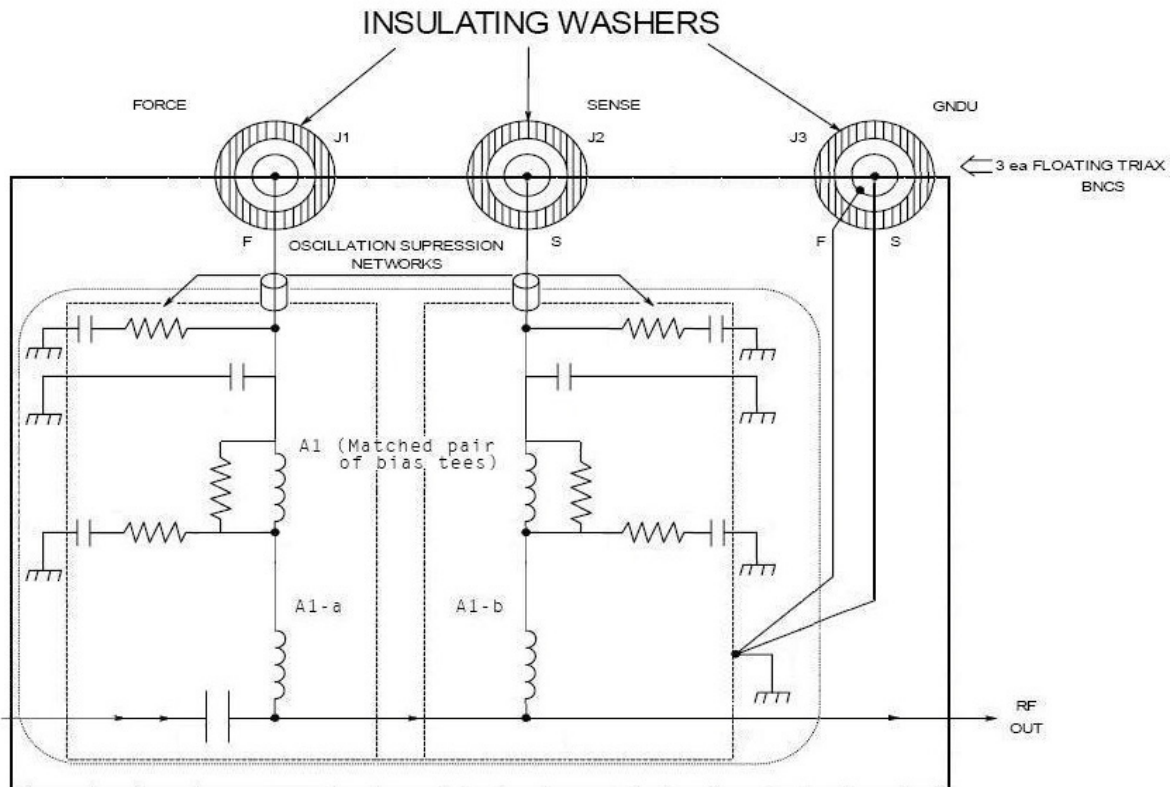 INSULATING WASHERS
FORCE
SENSE
GNDU
J1
J2
J3
3 ea FLOATING TRIAX
BNCS
F
S
F
S
OSCILLATION SUPRESSION
NETWORKS
A1 (Matched pair
of bias tees)
A1-a
A1-b
RF
OUT